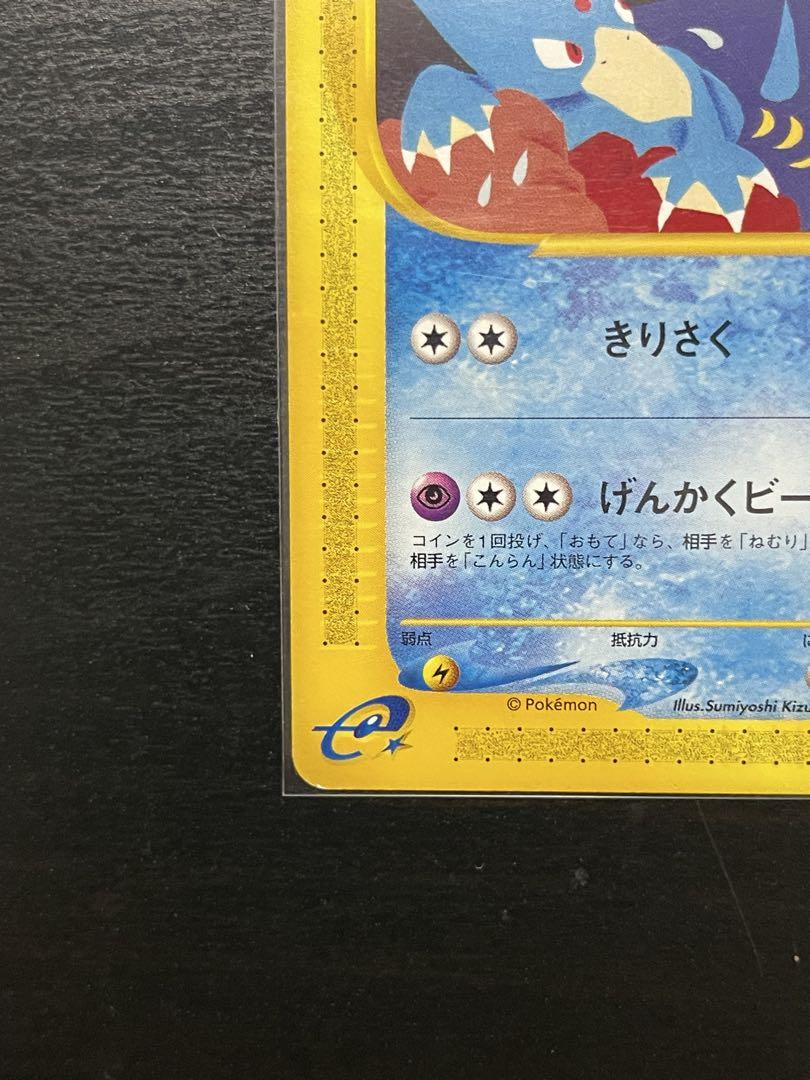 きりさく
げんかくビー
コインを1回投げ、「おもて」なら、相手を「ねむり」
相手を「こんらん」状態にする。
弱点 抵抗力
© Pokémon Illus.Sumiyoshi Kizu
e